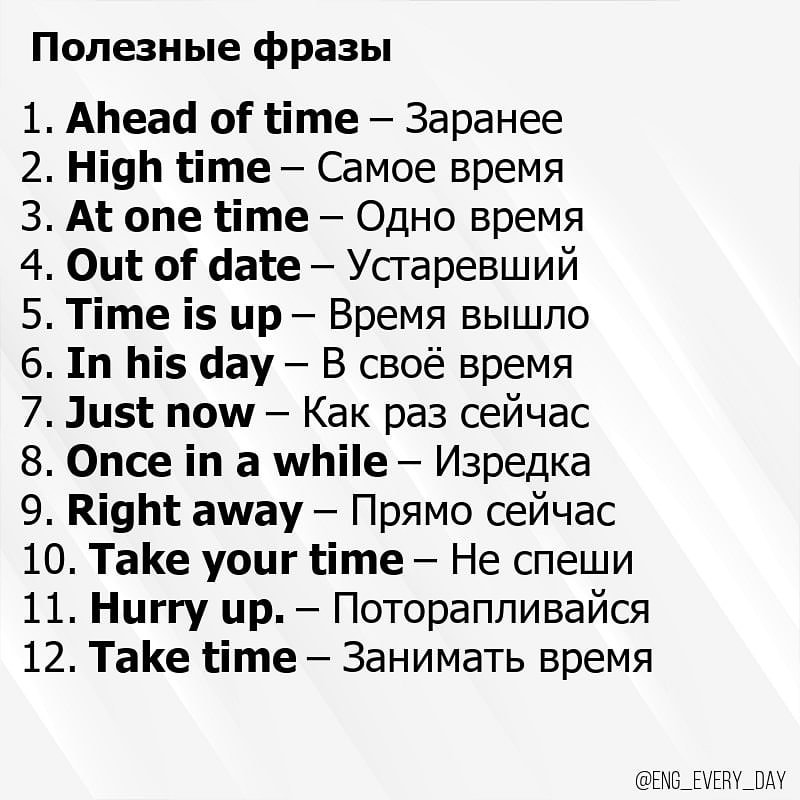 Полезные фразы
1. Ahead of time – Заранее
2. High time – Самое время
3. At one time – Одно время
4. Out of date – Устаревший
5. Time is up – Время вышло
6. In his day – В своё время
7. Just now – Как раз сейчас
8. Once in a while – Изредка
9. Right away – Прямо сейчас
10. Take your time – Не спеши
11. Hurry up. – Поторапливайся
12. Take time – Занимать время
@ENG_EVERY_DAY